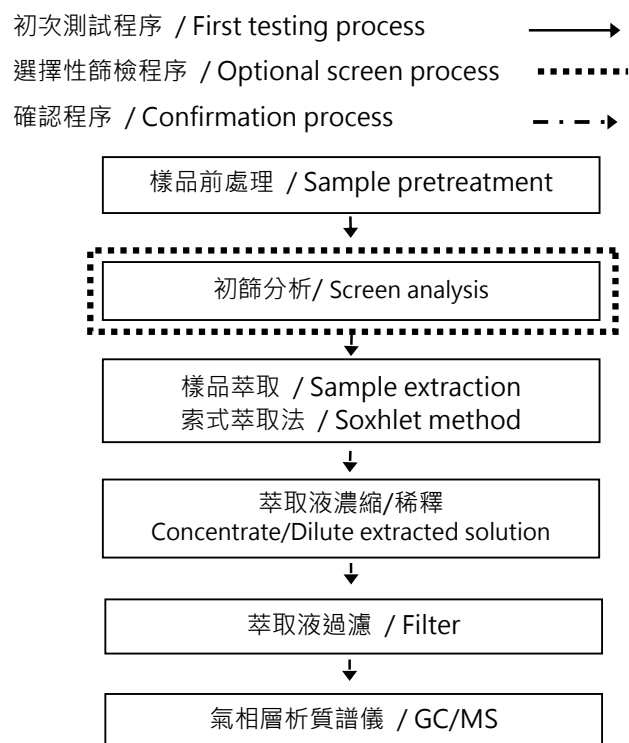 初次測試程序 / First testing process
選擇性篩檢程序 / Optional screen process
確認程序 / Confirmation process
樣品前處理 / Sample pretreatment
初篩分析/ Screen analysis
樣品萃取 / Sample extraction
索式萃取法 / Soxhlet method
萃取液濃縮/稀釋
Concentrate/Dilute extracted solution
萃取液過濾 / Filter
氣相層析質譜儀 / GC/MS